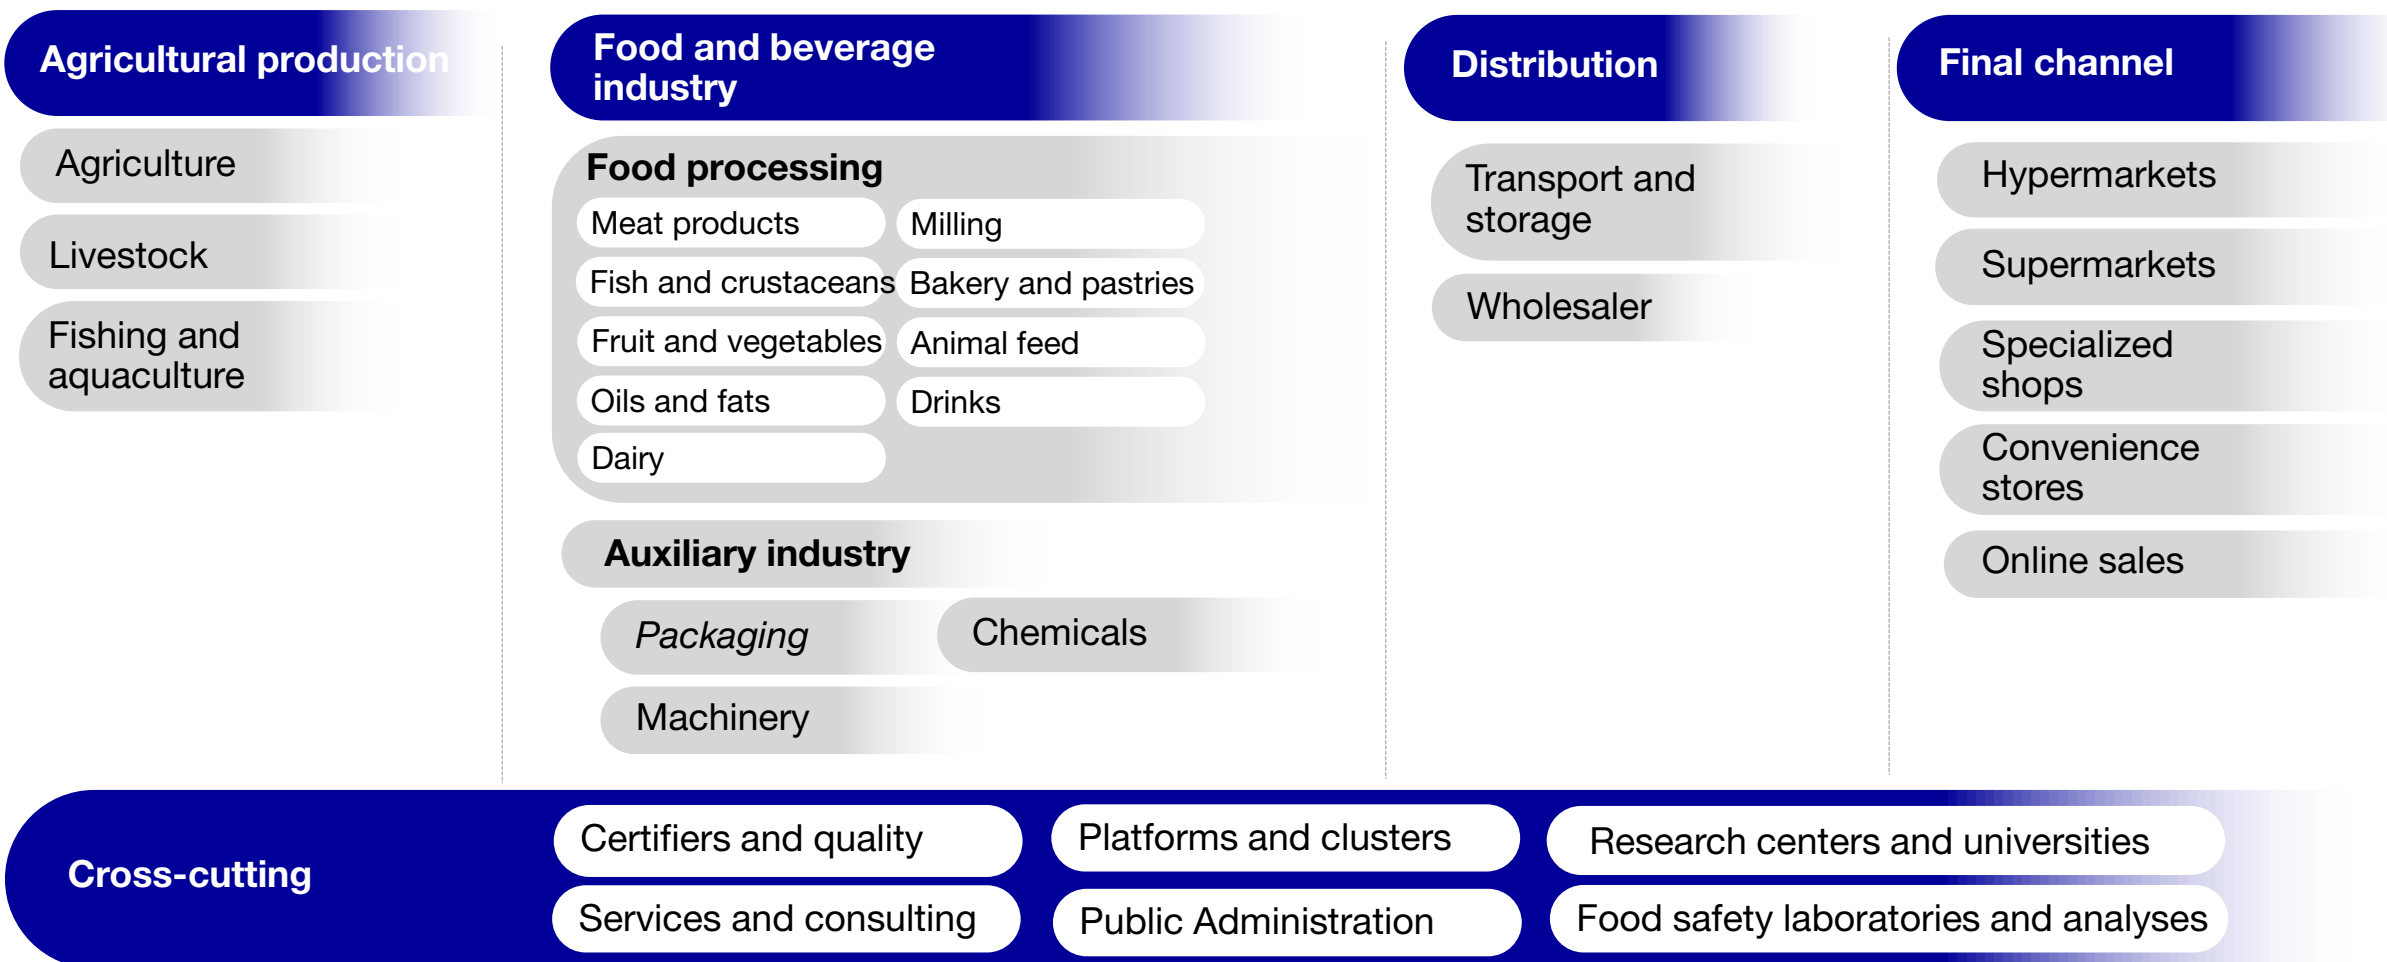 Agricultural production
Agriculture
Livestock
Fishing and
aquaculture
Food and beverage
industry
Food processing
Meat products
Milling
Fish and crustaceans
Bakery and pastries
Fruit and vegetables
Animal feed
Oils and fats
Drinks
Dairy
Auxiliary industry
Packaging
Chemicals
Machinery
Distribution
Transport and
storage
Wholesaler
Final channel
Hypermarkets
Supermarkets
Specialized
shops
Convenience
stores
Online sales
Cross-cutting
Certifiers and quality
Platforms and clusters
Research centers and universities
Services and consulting
Public Administration
Food safety laboratories and analyses